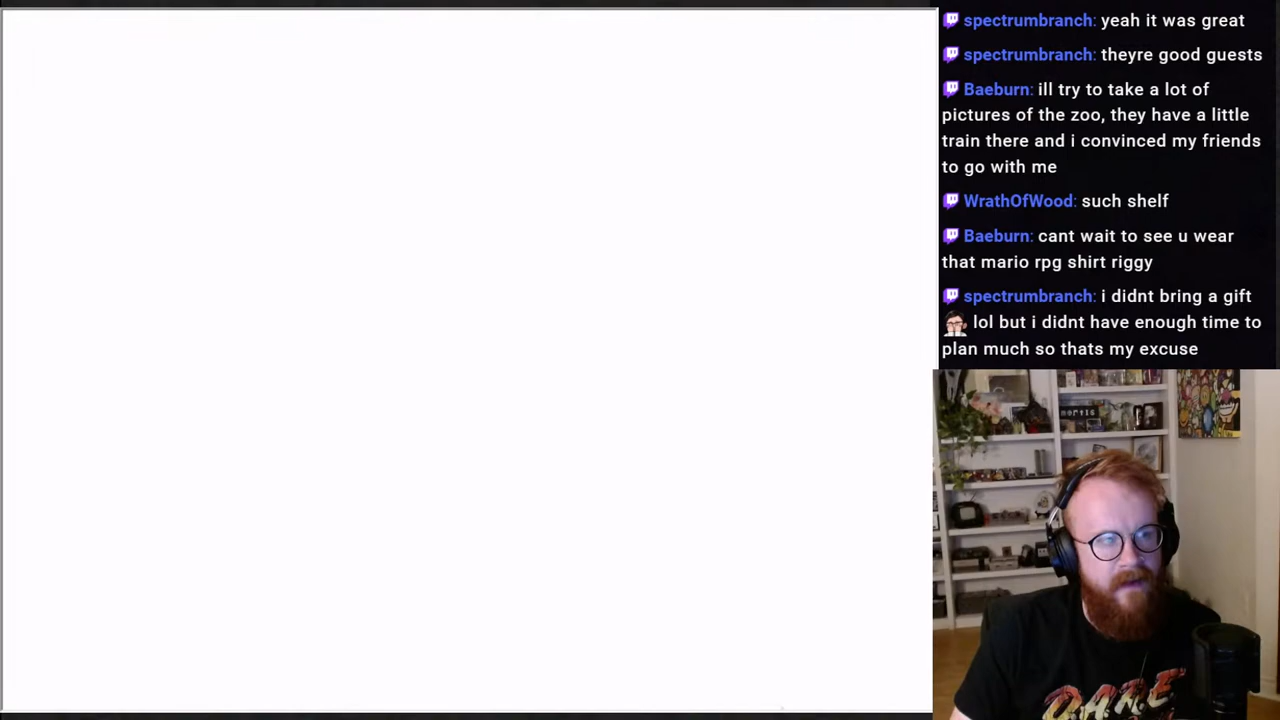 spectrumbranch: yeah it was great
spectrumbranch: theyre good guests
Baeburn: ill try to take a lot of
pictures of the zoo, they have a little
train there and i convinced my friends
to go with me
WrathOfWood: such shelf
Baeburn: cant wait to see u wear
that mario rpg shirt riggy
spectrumbranch: i didnt bring a gift
lol but i didnt have enough time to
plan much so thats my excuse
mortis
DARE